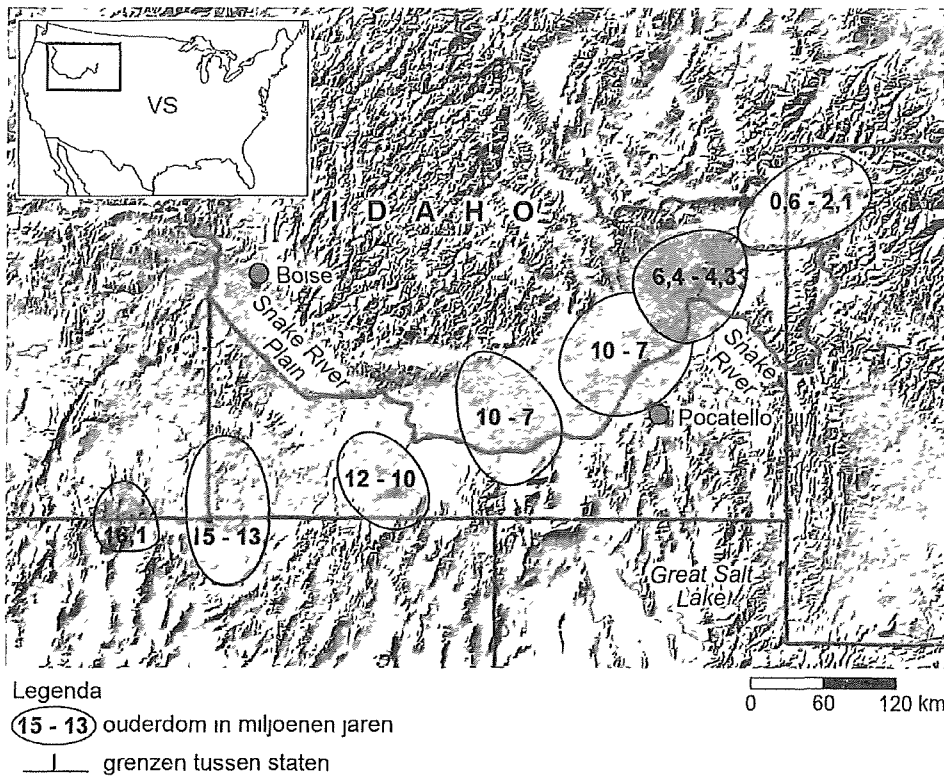 VS
I D A H O
0,6 - 2,1
Boise
6,4 - 4,3
Snake River
Plain
10 - 7
Snake
River
10 - 7
Pocatello
12 - 10
16,1
15 - 13
Great Salt
Lake
Legenda
15 - 13 ouderdom in miljoenen jaren
grenzen tussen staten
0 60 120 km